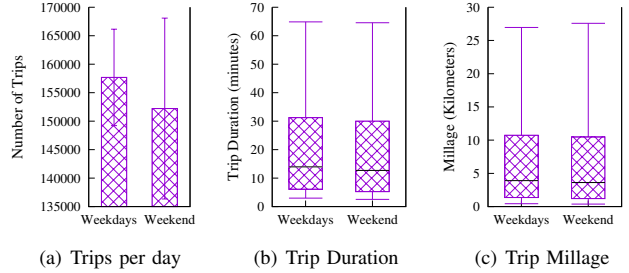 170000
165000
160000
155000
150000
145000
140000
135000
Number of Trips
Weekdays Weekend
(a) Trips per day
70
60
50
40
30
20
10
0
Trip Duration (minutes)
Weekdays Weekend
(b) Trip Duration
30
25
20
15
10
5
0
Millage (Kilometers)
Weekdays Weekend
(c) Trip Millage